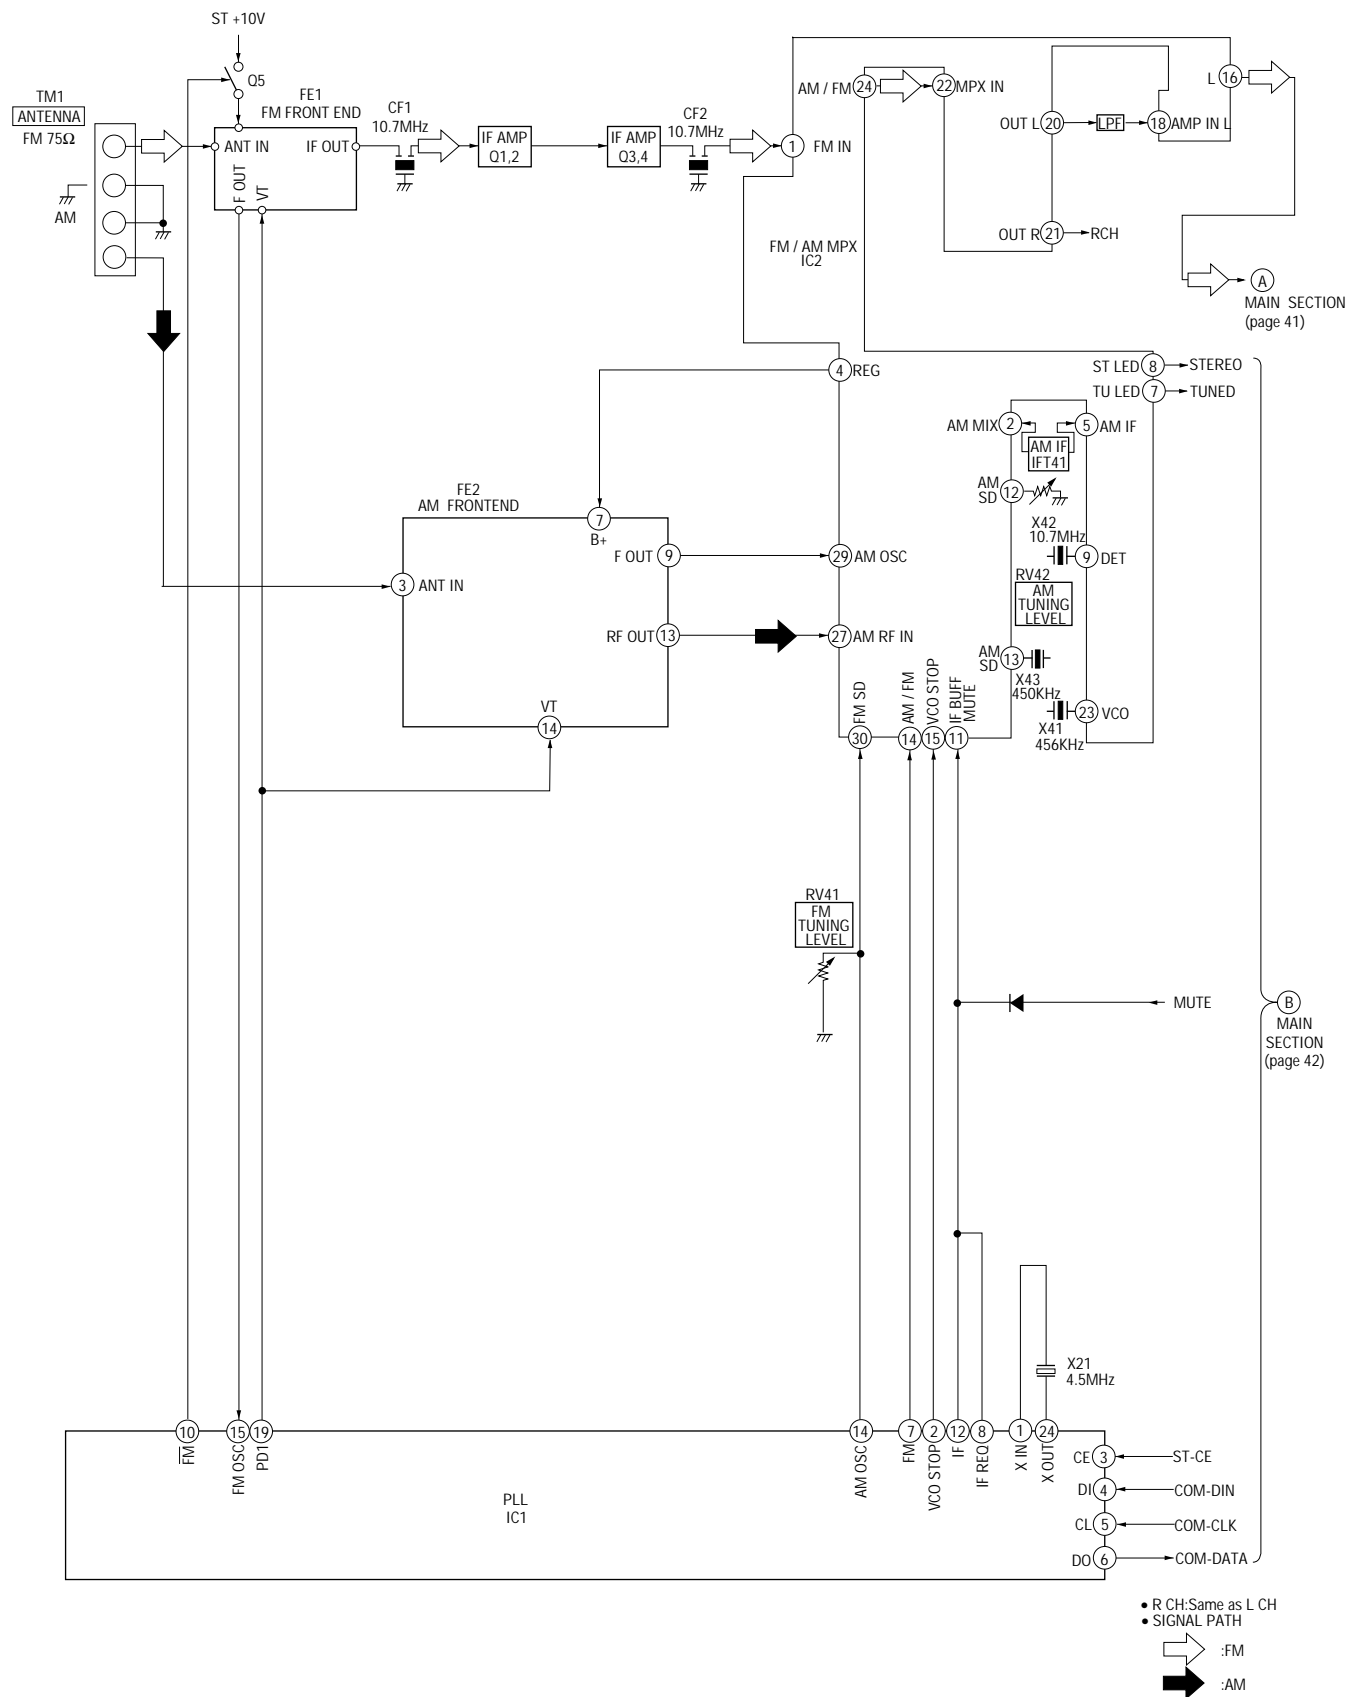 ST +10V
Q5
TM1
ANTENNA
FM 75Ω
AM
FE1
FM FRONT END
ANT IN
IF OUT
F OUT
VT
CF1
10.7MHz
IF AMP
Q1,2
IF AMP
Q3,4
CF2
10.7MHz
1
FM IN
AM / FM
24
22
MPX IN
OUT L
20
LPF
18
AMP IN L
L
16
OUT R
21
RCH
FM / AM MPX
IC2
A
MAIN SECTION
(page 41)
4
REG
ST LED
8
STEREO
TU LED
7
TUNED
AM MIX
2
5
AM IF
AM IF
IFT41
AM
SD
12
FE2
AM FRONTEND
7
B+
F OUT
9
29
AM OSC
3
ANT IN
RF OUT
13
27
AM RF IN
VT
14
X42
10.7MHz
9
DET
RV42
AM
TUNING
LEVEL
AM
SD
13
X43
450KHz
X41
456KHz
23
VCO
FM SD
AM / FM
VCO STOP
IF BUFF
MUTE
30
14
15
11
RV41
FM
TUNING
LEVEL
MUTE
B
MAIN
SECTION
(page 42)
X21
4.5MHz
10
15
19
14
7
2
12
8
1
24
FM
FM OSC
PD1
AM OSC
FM
VCO STOP
IF
IF REQ
X IN
X OUT
PLL
IC1
CE
3
ST-CE
DI
4
COM-DIN
CL
5
COM-CLK
DO
6
COM-DATA
• R CH:Same as L CH
• SIGNAL PATH
:FM
:AM